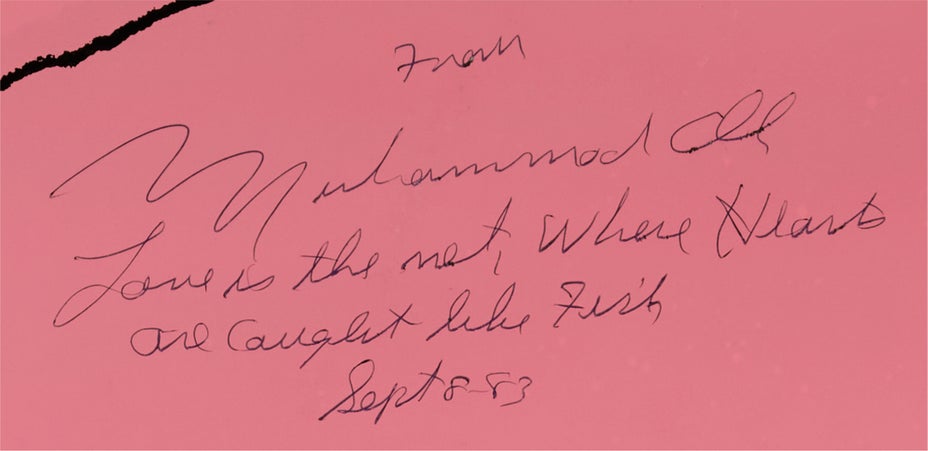 From
Muhammad Ali
Love is the net, Where Hearts
are caught like Fish
Sept 8-83